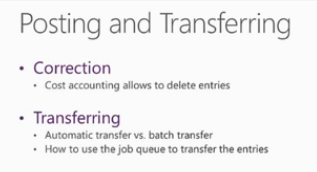 Posting and Transferring
• Correction
• Cost accounting allows to delete entries
• Transferring
• Automatic transfer vs. batch transfer
• How to use the job queue to transfer the entries